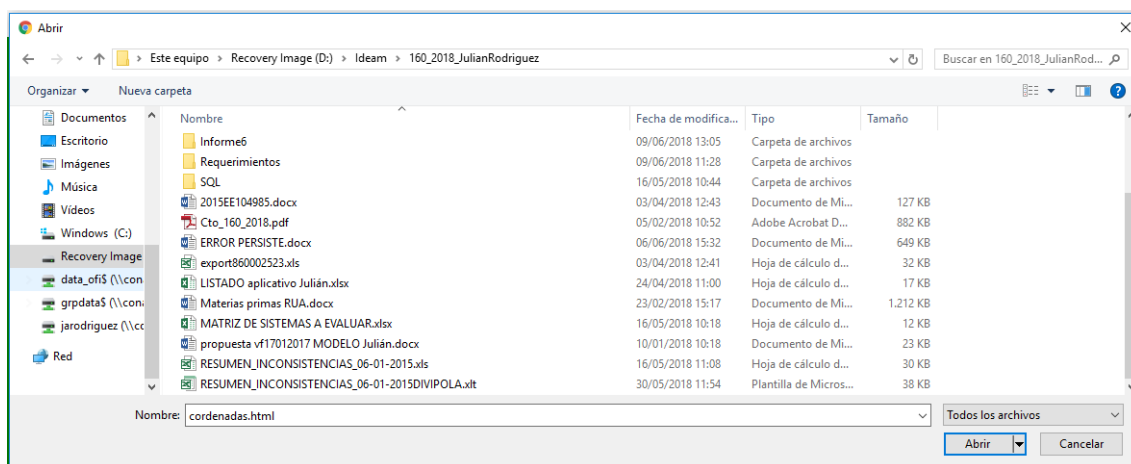 Abrir
Este equipo > Recovery Image (D:) > Ideam > 160_2018_JulianRodriguez
Buscar en 160_2018_JulianRod...
Organizar Nueva carpeta
Nombre Fecha de modifica... Tipo Tamaño
Documentos
Escritorio
Imágenes
Música
Vídeos
Windows (C:)
Recovery Image
data_ofi$ (\\con
grpdata$ (\\con
jarodriguez (\\cc
Red
Informe6 09/06/2018 13:05 Carpeta de archivos
Requerimientos 09/06/2018 11:28 Carpeta de archivos
SQL 16/05/2018 10:44 Carpeta de archivos
2015EE104985.docx 03/04/2018 12:43 Documento de Mi... 127 KB
Cto_160_2018.pdf 05/02/2018 10:52 Adobe Acrobat D... 882 KB
ERROR PERSISTE.docx 06/06/2018 15:32 Documento de Mi... 649 KB
export860002523.xls 03/04/2018 12:41 Hoja de cálculo d... 32 KB
LISTADO aplicativo Julián.xlsx 24/04/2018 11:00 Hoja de cálculo d... 17 KB
Materias primas RUA.docx 23/02/2018 15:17 Documento de Mi... 1.212 KB
MATRIZ DE SISTEMAS A EVALUAR.xlsx 16/05/2018 10:18 Hoja de cálculo d... 12 KB
propuesta vf17012017 MODELO Julián.docx 10/01/2018 10:18 Documento de Mi... 23 KB
RESUMEN_INCONSISTENCIAS_06-01-2015.xls 16/05/2018 11:08 Hoja de cálculo d... 30 KB
RESUMEN_INCONSISTENCIAS_06-01-2015DIVIPOLA.xlt 30/05/2018 11:54 Plantilla de Micros... 38 KB
Nombre: cordenadas.html
Todos los archivos
Abrir Cancelar